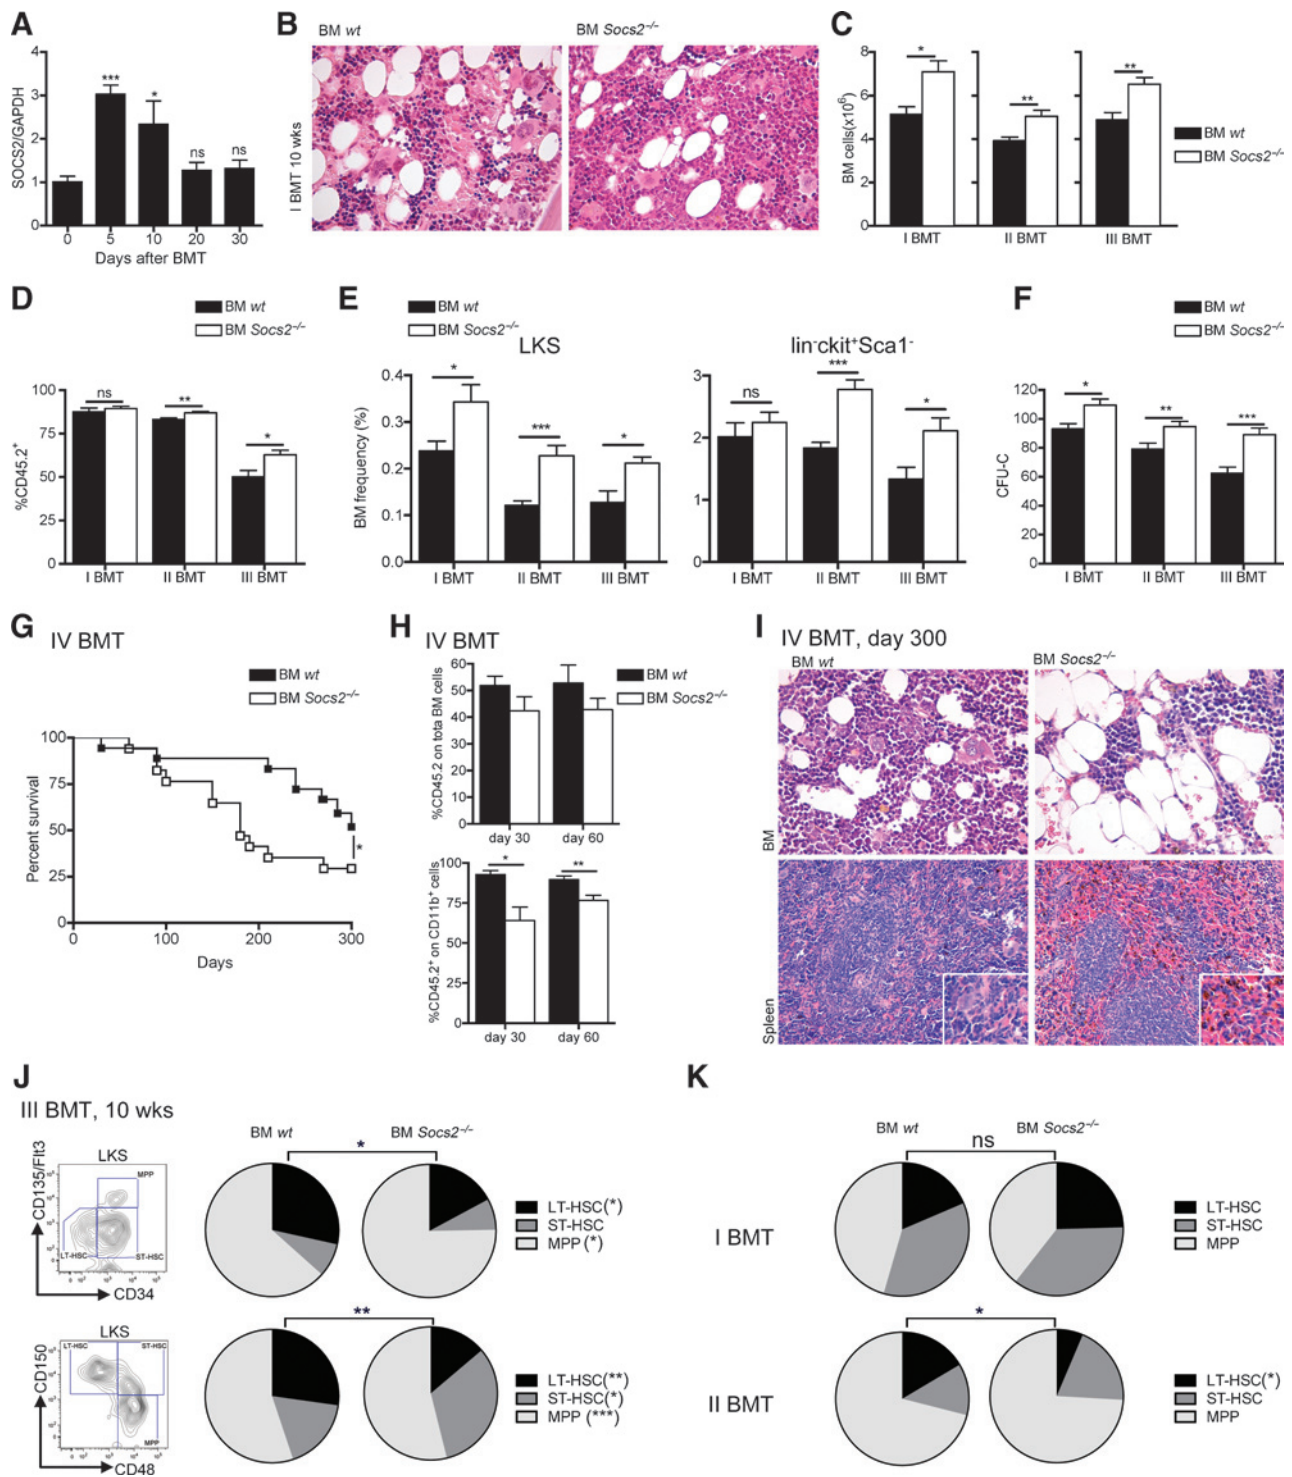 A
SOCS2/GAPDH
4
3
2
1
0
***
*
ns
ns
0 5 10 20 30
Days after BMT
B
BM wt
BM Socs2⁻/⁻
I BMT 10 wks
C
BM cells(x10⁶)
8
6
4
2
0
*
**
**
I BMT II BMT III BMT
BM wt
BM Socs2⁻/⁻
D
BM wt
BM Socs2⁻/⁻
%CD45.2⁺
100
75
50
25
0
ns
**
*
I BMT II BMT III BMT
E
BM wt
BM Socs2⁻/⁻
LKS
BM frequency (%)
0.4
0.3
0.2
0.1
0.0
*
***
*
I BMT II BMT III BMT
lin⁻ckit⁺Sca1⁻
3
2
1
0
ns
***
*
I BMT II BMT III BMT
F
BM wt
BM Socs2⁻/⁻
CFU-C
120
100
80
60
40
20
0
*
**
***
I BMT II BMT III BMT
G
IV BMT
BM wt
BM Socs2⁻/⁻
Percent survival
100
75
50
25
0
*
0 100 200 300
Days
H
IV BMT
BM wt
BM Socs2⁻/⁻
%CD45.2 on tota BM cells
60
50
40
30
20
10
0
day 30 day 60
%CD45.2⁺ on CD11b⁺ cells
100
75
50
25
0
*
**
day 30 day 60
I
IV BMT, day 300
BM wt
BM Socs2⁻/⁻
BM
Spleen
J
III BMT, 10 wks
LKS
CD135/Flt3
MPP
LT-HSC
ST-HSC
CD34
BM wt
BM Socs2⁻/⁻
*
LT-HSC(*)
ST-HSC
MPP (*)
LKS
CD150
LT-HSC
ST-HSC
MPP
CD48
**
LT-HSC(**)
ST-HSC(*)
MPP (***)
K
BM wt
BM Socs2⁻/⁻
ns
I BMT
LT-HSC
ST-HSC
MPP
*
II BMT
LT-HSC(*)
ST-HSC
MPP